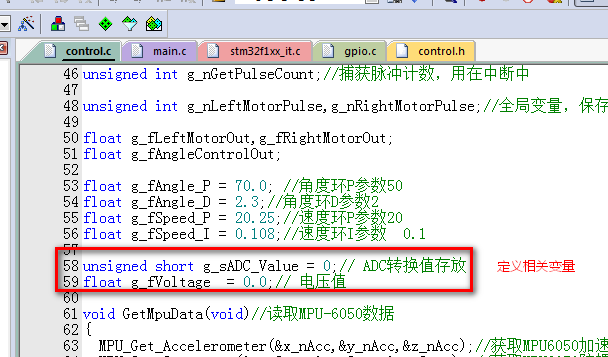 control.c main.c stm32f1xx_it.c gpio.c control.h
46 unsigned int g_nGetPulseCount;//捕获脉冲计数，用在中断中
47
48 unsigned int g_nLeftMotorPulse,g_nRightMotorPulse;//全局变量，保存
49
50 float g_fLeftMotorOut,g_fRightMotorOut;
51 float g_fAngleControlOut;
52
53 float g_fAngle_P = 70.0; //角度环P参数50
54 float g_fAngle_D = 2.3;//角度环D参数2
55 float g_fSpeed_P = 20.25;//速度环P参数20
56 float g_fSpeed_I = 0.108;//速度环I参数 0.1
57
58 unsigned short g_sADC_Value = 0;// ADC转换值存放 定义相关变量
59 float g_fVoltage = 0.0;// 电压值
60
61 void GetMpuData(void)//读取MPU-6050数据
62 {
63 MPU_Get_Accelerometer(&x_nAcc,&y_nAcc,&z_nAcc);//获取MPU6050加速